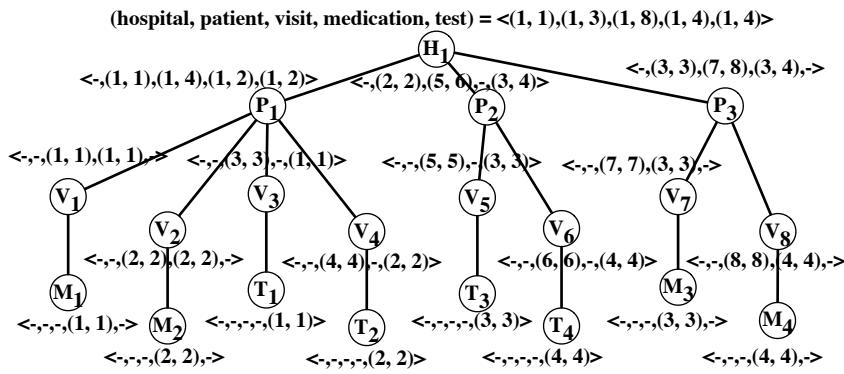 (hospital, patient, visit, medication, test) = <(1, 1),(1, 3),(1, 8),(1, 4),(1, 4)>
H1
<-,(1, 1),(1, 4),(1, 2),(1, 2)>
<-,(2, 2),(5, 6),-,(3, 4)>
<-,(3, 3),(7, 8),(3, 4),->
P1
P2
P3
<-,-,(1, 1),(1, 1),->
<-,-,(3, 3),-,(1, 1)>
<-,-,(5, 5),-,(3, 3)>
<-,-,(7, 7),(3, 3),->
V1
V3
V5
V7
V2
V4
V6
V8
<-,-,(2, 2),(2, 2),->
<-,-,(4, 4),-,(2, 2)>
<-,-,(6, 6),-,(4, 4)>
<-,-,(8, 8),(4, 4),->
M1
T1
T3
M3
<-,-,-,(1, 1),->
<-,-,-,-,(1, 1)>
<-,-,-,-,(3, 3)>
<-,-,-,(3, 3),->
M2
T2
T4
M4
<-,-,-,(2, 2),->
<-,-,-,-,(2, 2)>
<-,-,-,-,(4, 4)>
<-,-,-,(4, 4),->